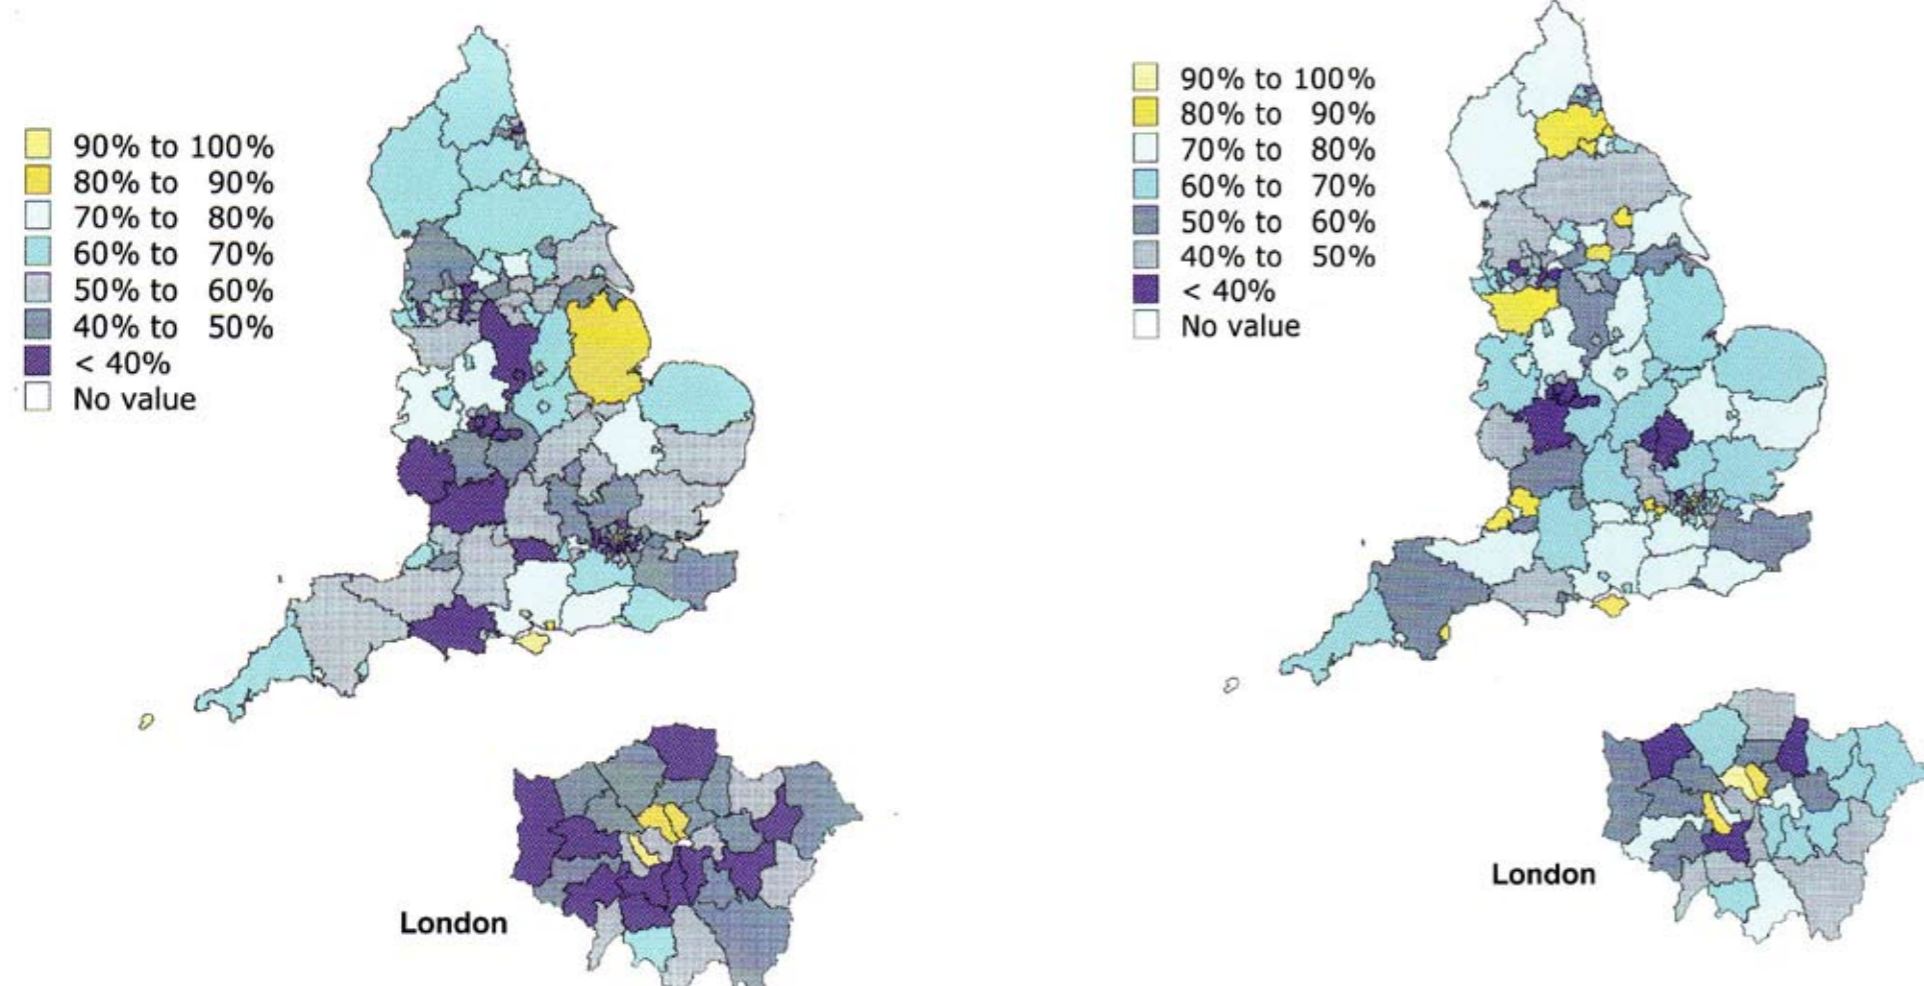 90% to 100%
80% to 90%
70% to 80%
60% to 70%
50% to 60%
40% to 50%
< 40%
No value
London
90% to 100%
80% to 90%
70% to 80%
60% to 70%
50% to 60%
40% to 50%
< 40%
No value
London